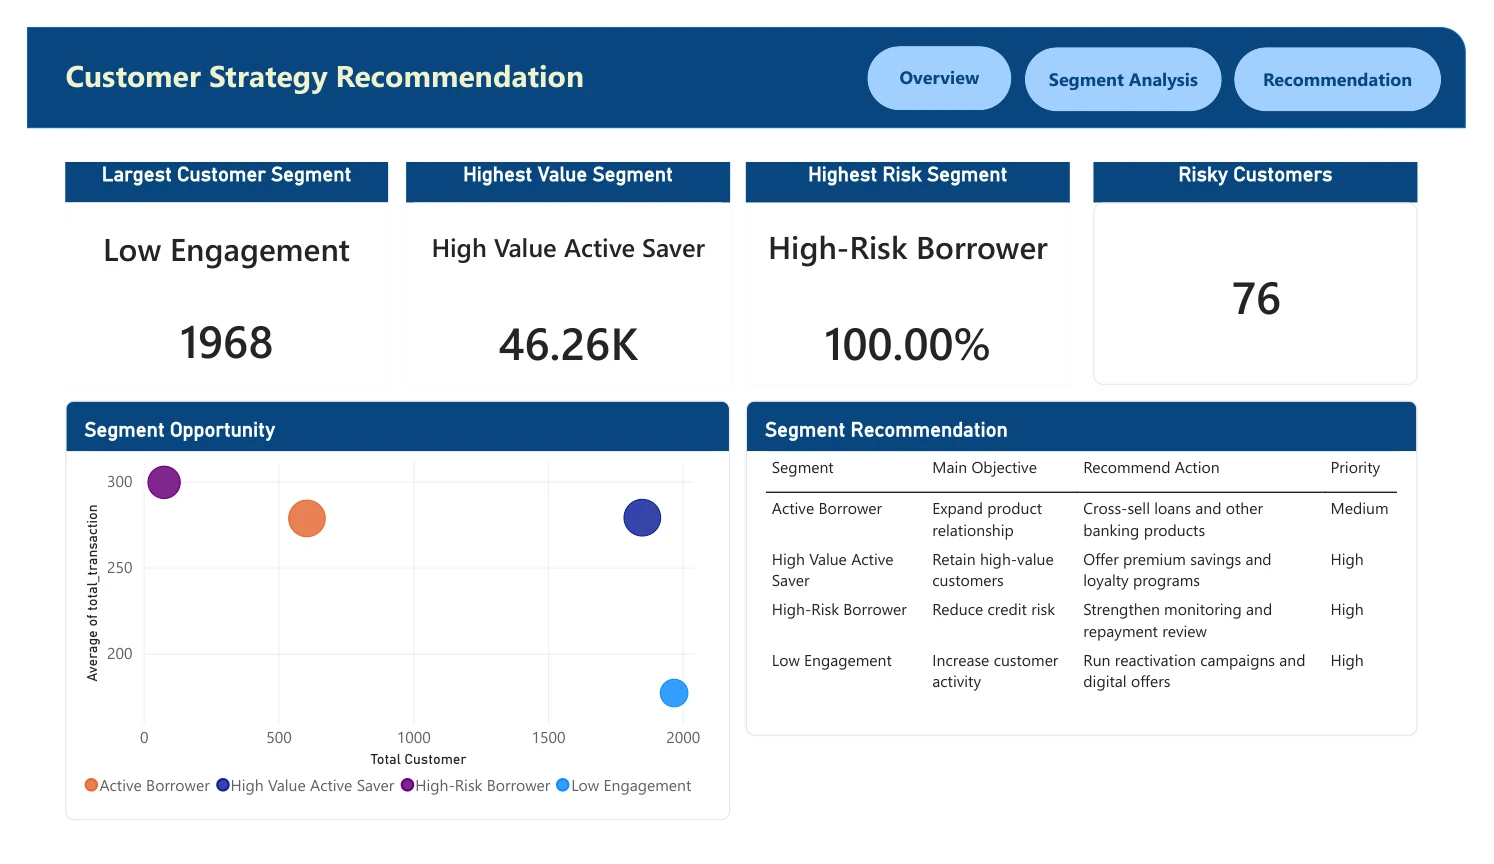 Customer Strategy Recommendation
Overview
Segment Analysis
Recommendation
Largest Customer Segment
Low Engagement
1968
Highest Value Segment
High Value Active Saver
46.26K
Highest Risk Segment
High-Risk Borrower
100.00%
Risky Customers
76
Segment Opportunity
Average of total_transaction
300
250
200
0 500 1000 1500 2000
Total Customer
Active Borrower High Value Active Saver High-Risk Borrower Low Engagement
Segment Recommendation
Segment Main Objective Recommend Action Priority
Active Borrower Expand product Cross-sell loans and other Medium
relationship banking products
High Value Active Retain high-value Offer premium savings and High
Saver customers loyalty programs
High-Risk Borrower Reduce credit risk Strengthen monitoring and High
repayment review
Low Engagement Increase customer Run reactivation campaigns and High
activity digital offers